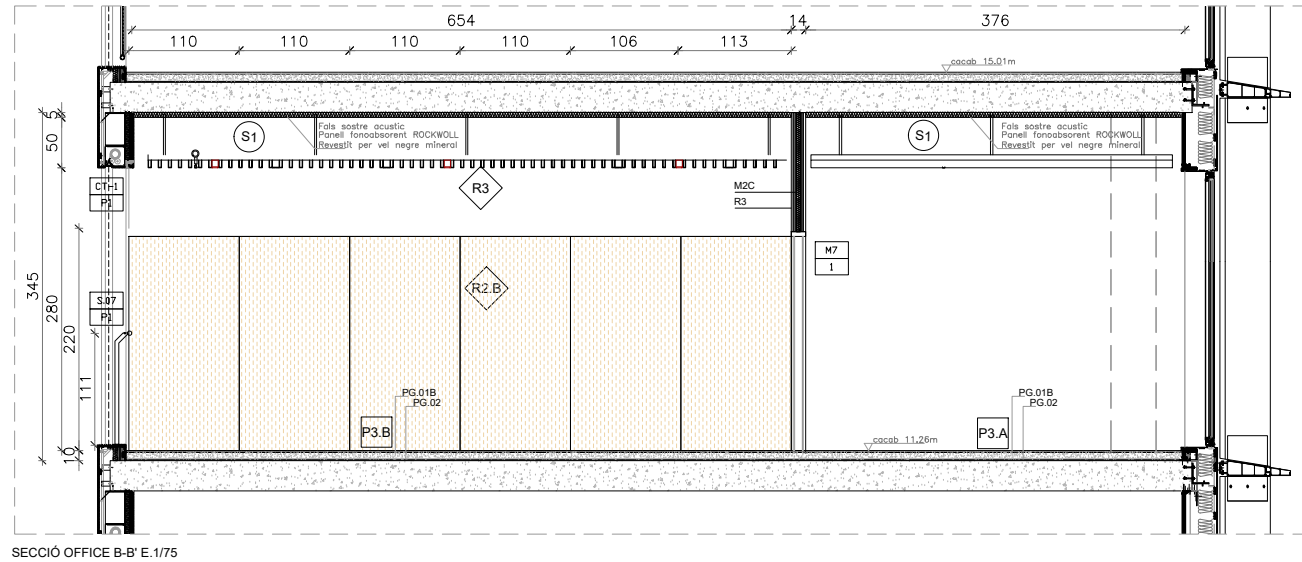 654
14
376
110
110
110
110
106
113
cacab 15.01m
5
50
S1
Fals sostre acustic
Panell fonoabsorent ROCKWOLL
Revestit per vel negre mineral
S1
Fals sostre acustic
Panell fonoabsorent ROCKWOLL
Revestit per vel negre mineral
CT-1
P1
R3
M2C
R3
M7
1
345
280
220
111
10
S.07
P1
R2.B
PG.01B
PG.02
P3.B
PG.01B
PG.02
P3.A
cacab 11.26m
SECCIÓ OFFICE B-B' E.1/75